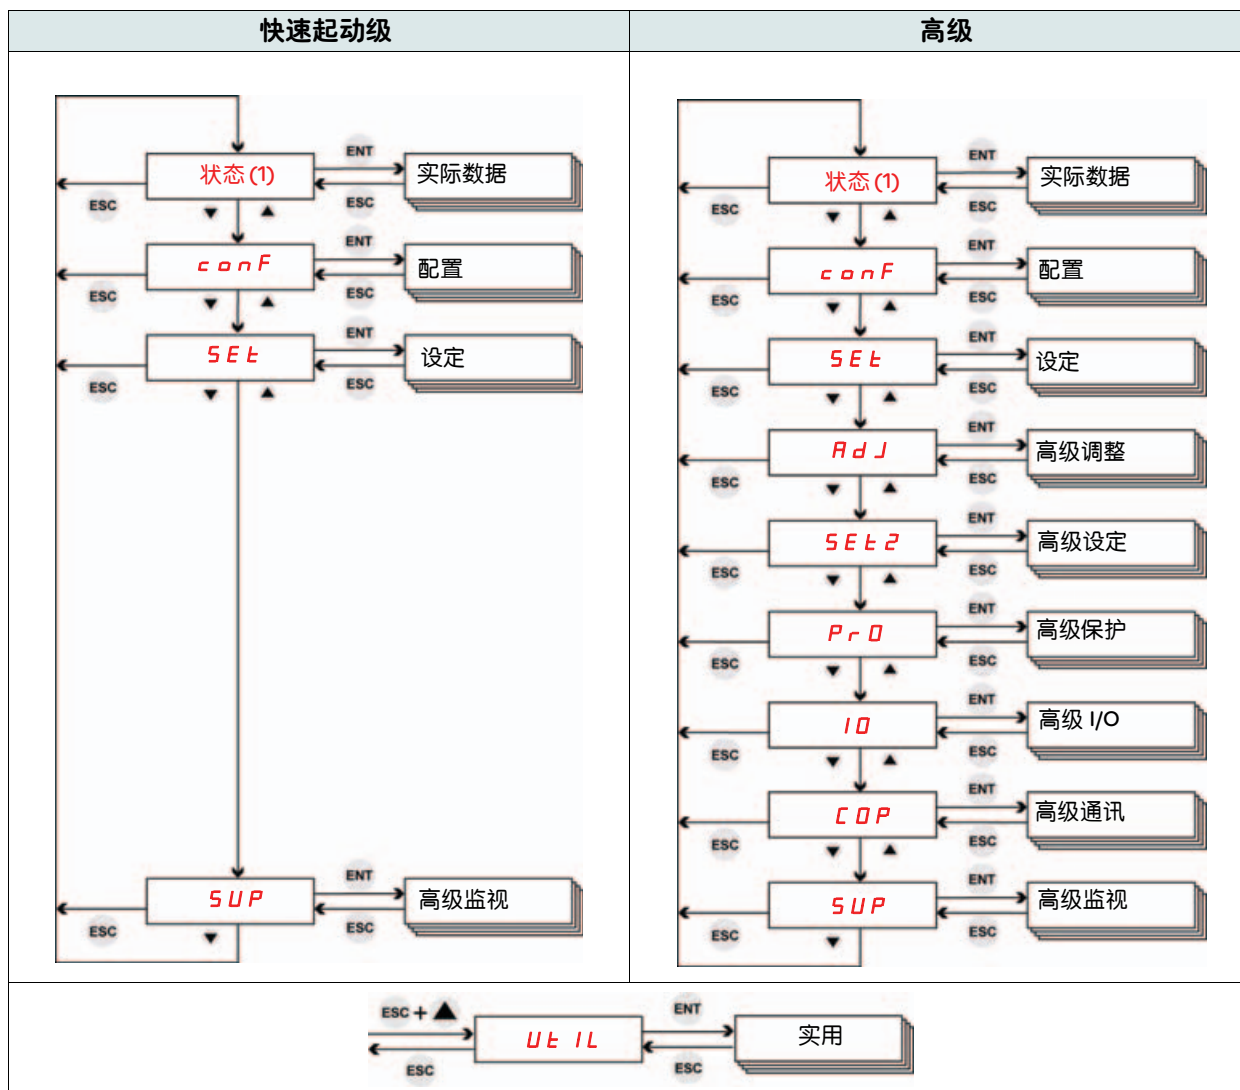 快速起动级
高级
状态(1)
ENT
实际数据
ESC
ESC
▼ ▲
conF
ENT
配置
ESC
ESC
▼ ▲
SEt
ENT
设定
ESC
ESC
▼ ▲
SUP
ENT
高级监视
ESC
ESC
▼
状态(1)
ENT
实际数据
ESC
ESC
▼ ▲
conF
ENT
配置
ESC
ESC
▼ ▲
SEt
ENT
设定
ESC
ESC
▼ ▲
AdJ
ENT
高级调整
ESC
ESC
▼ ▲
SEt2
ENT
高级设定
ESC
ESC
▼ ▲
PrO
ENT
高级保护
ESC
ESC
▼ ▲
IO
ENT
高级 I/O
ESC
ESC
▼ ▲
COP
ENT
高级通讯
ESC
ESC
▼ ▲
SUP
ENT
高级监视
ESC
ESC
▼
ESC + ▲
UtIL
ENT
实用
ESC
ESC